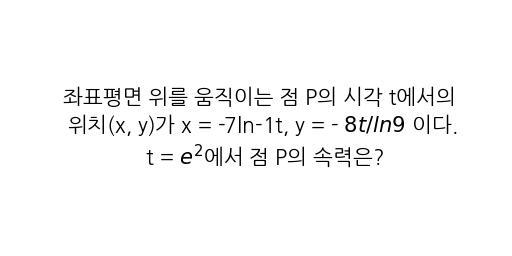 좌표평면 위를 움직이는 점 P의 시각 t에서의
위치(x, y)가 x = -7ln-1t, y = - 8t/ln9 이다.
t = e²에서 점 P의 속력은?